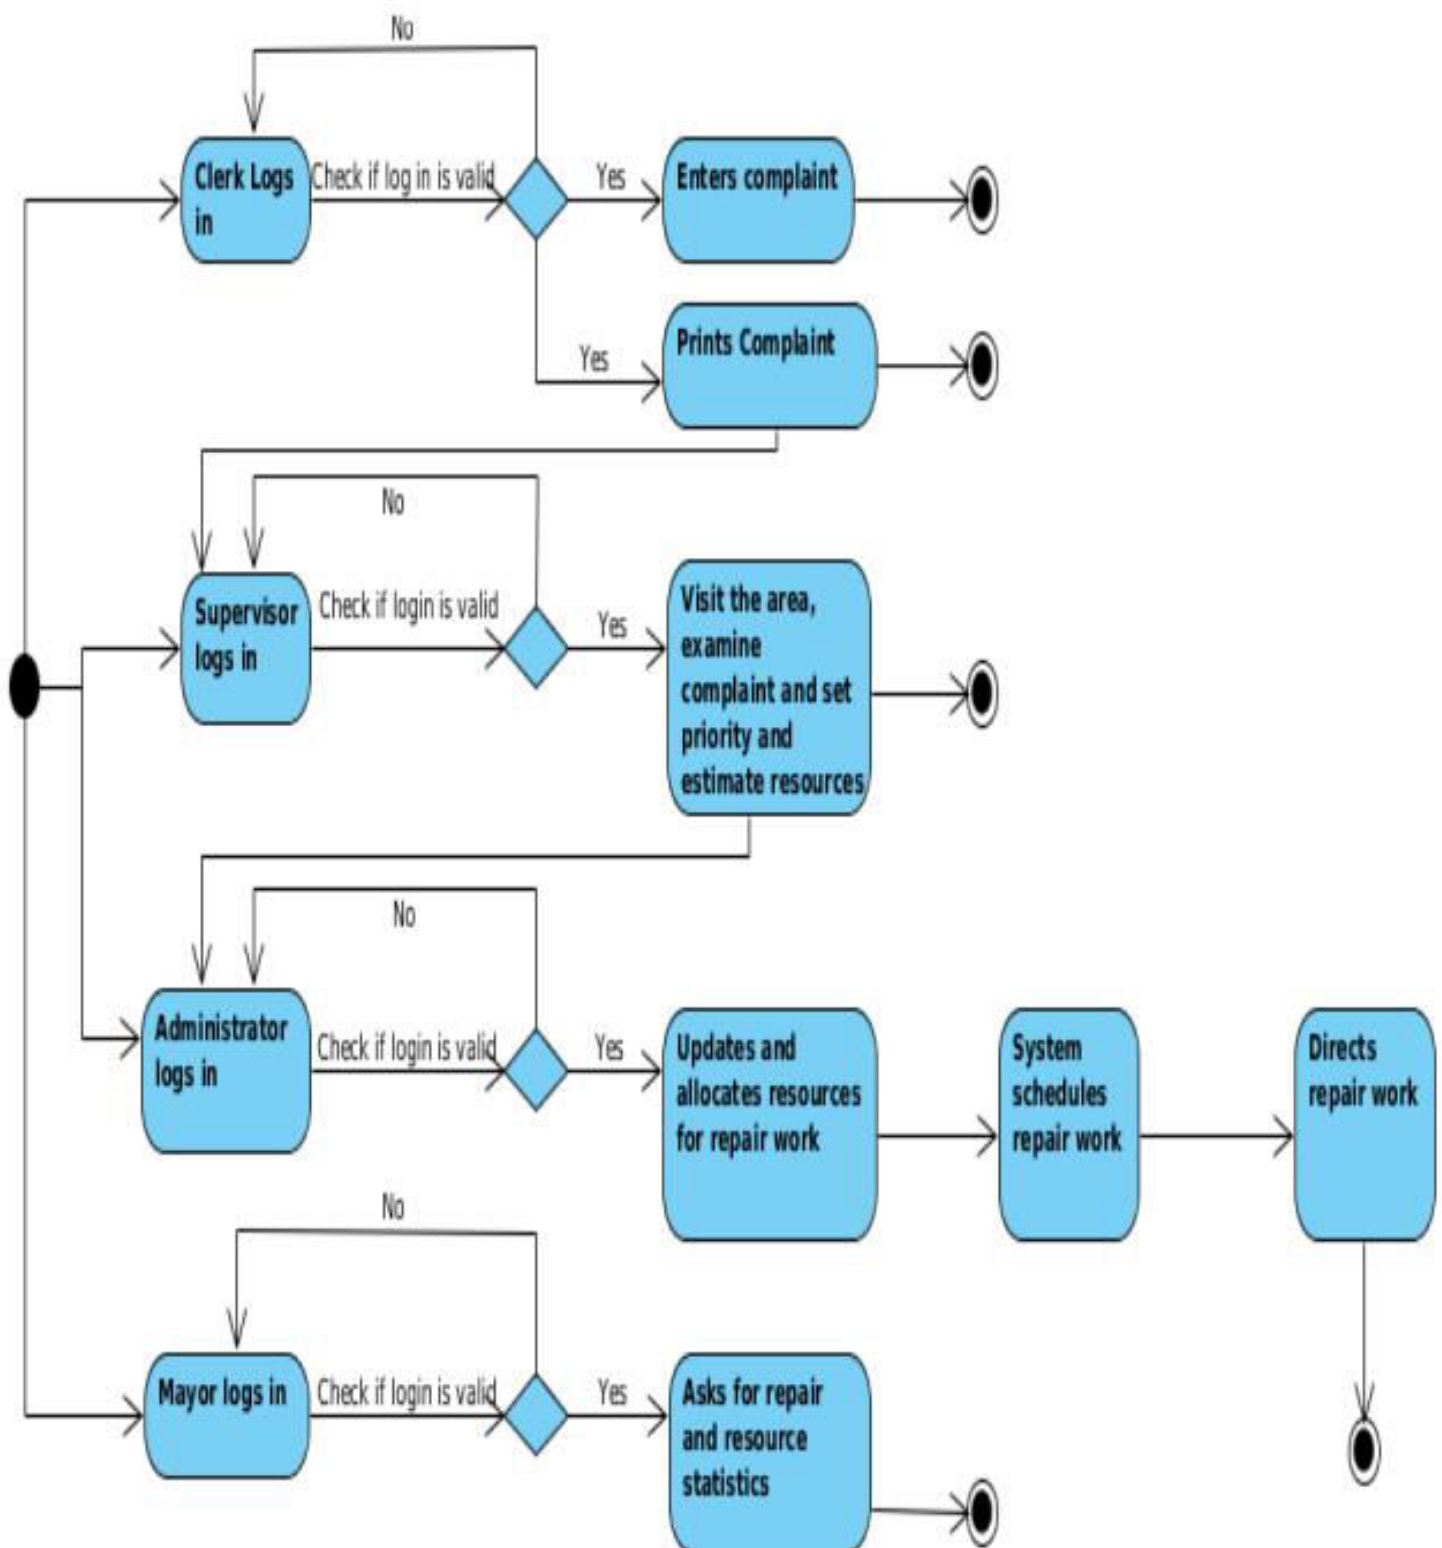 No
Clerk Logs
in
Check if log in is valid
Yes
Enters complaint
Yes
Prints Complaint
No
Supervisor
logs in
Check if login is valid
Yes
Visit the area,
examine
complaint and set
priority and
estimate resources
No
Administrator
logs in
Check if login is valid
Yes
Updates and
allocates resources
for repair work
System
schedules
repair work
Directs
repair work
No
Mayor logs in
Check if login is valid
Yes
Asks for repair
and resource
statistics